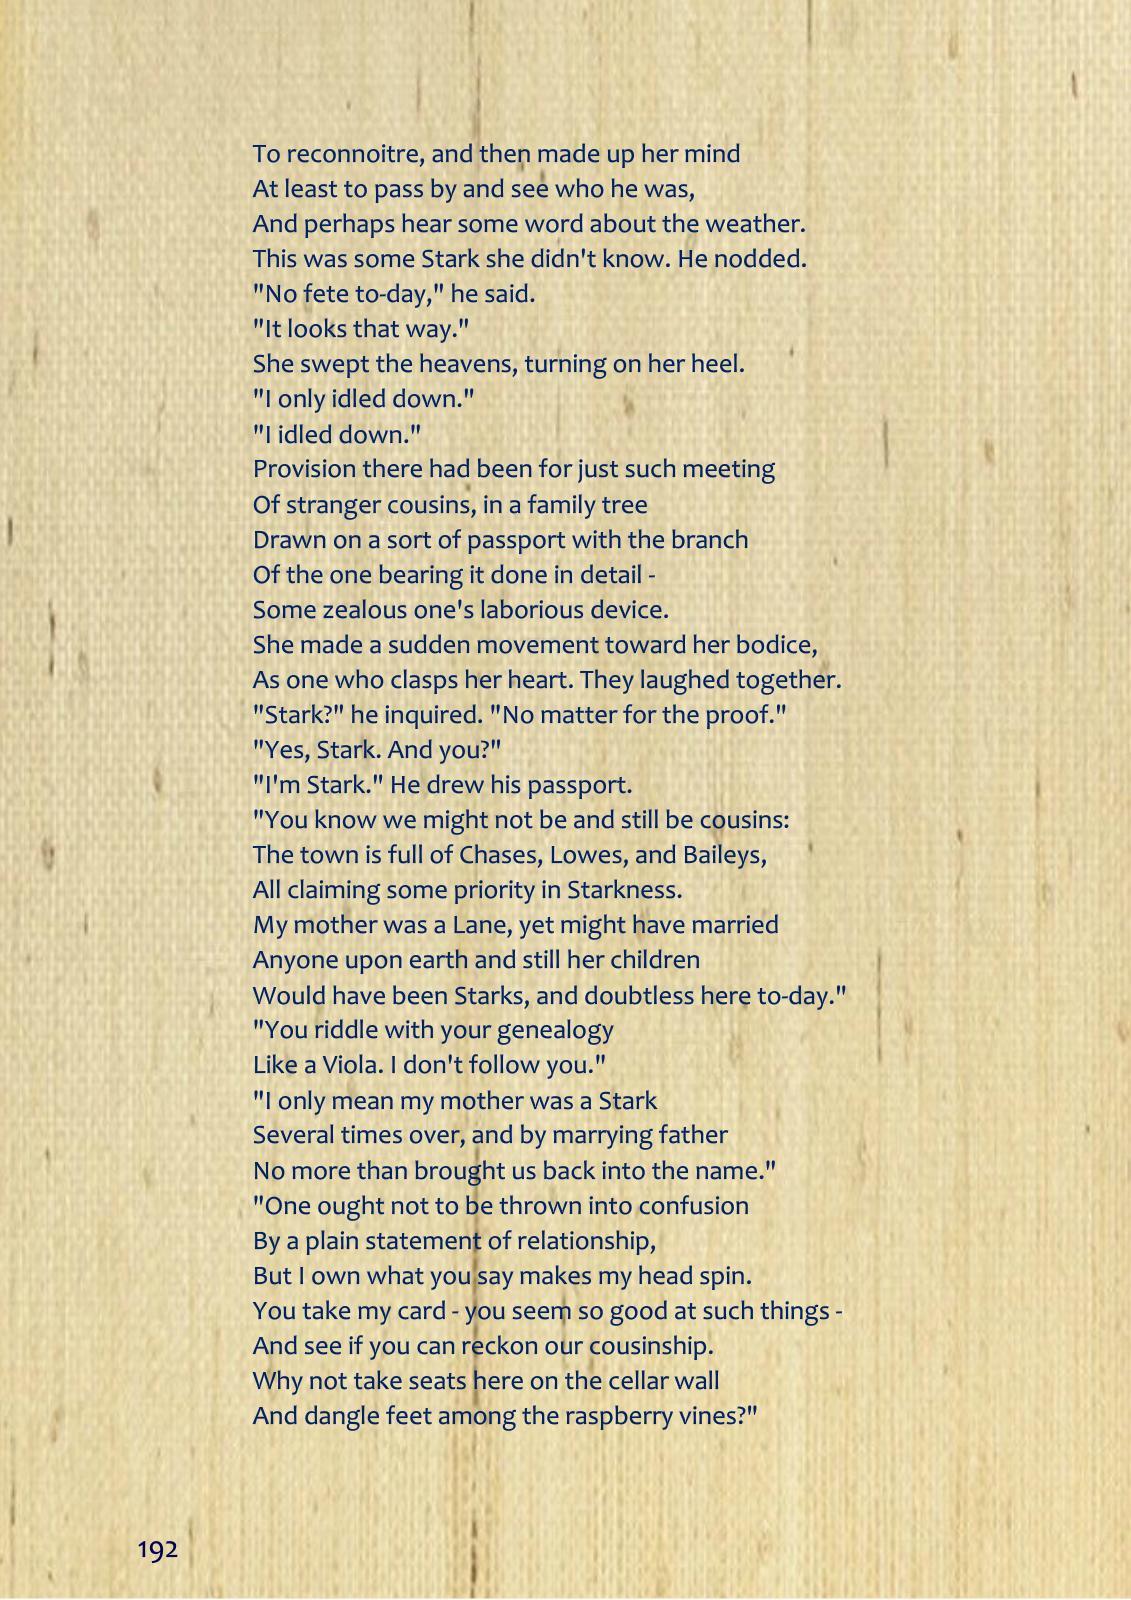 To reconnoitre, and then made up her mind
At least to pass by and see who he was,
And perhaps hear some word about the weather.
This was some Stark she didn't know. He nodded.
"No fete to-day," he said.
"It looks that way."
She swept the heavens, turning on her heel.
"I only idled down."
"I idled down."
Provision there had been for just such meeting
Of stranger cousins, in a family tree
Drawn on a sort of passport with the branch
Of the one bearing it done in detail -
Some zealous one's laborious device.
She made a sudden movement toward her bodice,
As one who clasps her heart. They laughed together.
"Stark?" he inquired. "No matter for the proof."
"Yes, Stark. And you?"
"I'm Stark." He drew his passport.
"You know we might not be and still be cousins:
The town is full of Chases, Lowes, and Baileys,
All claiming some priority in Starkness.
My mother was a Lane, yet might have married
Anyone upon earth and still her children
Would have been Starks, and doubtless here to-day."
"You riddle with your genealogy
Like a Viola. I don't follow you."
"I only mean my mother was a Stark
Several times over, and by marrying father
No more than brought us back into the name."
"One ought not to be thrown into confusion
By a plain statement of relationship,
But I own what you say makes my head spin.
You take my card - you seem so good at such things -
And see if you can reckon our cousinship.
Why not take seats here on the cellar wall
And dangle feet among the raspberry vines?"
192